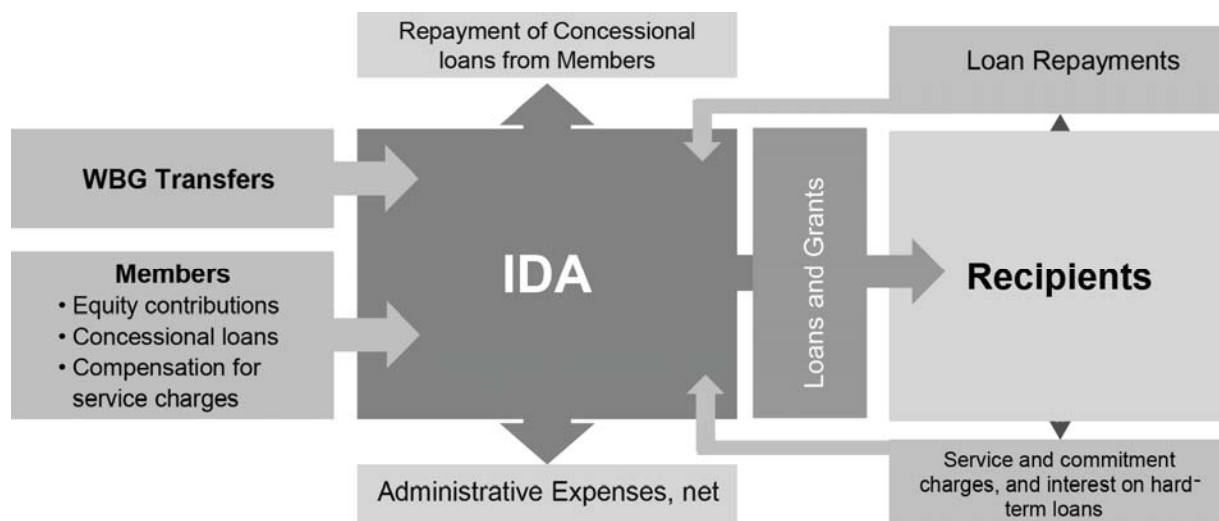 Repayment of Concessional
loans from Members
Loan Repayments
WBG Transfers
Members
• Equity contributions
• Concessional loans
• Compensation for
service charges
IDA
Loans and Grants
Recipients
Administrative Expenses, net
Service and commitment
charges, and interest on hard-
term loans